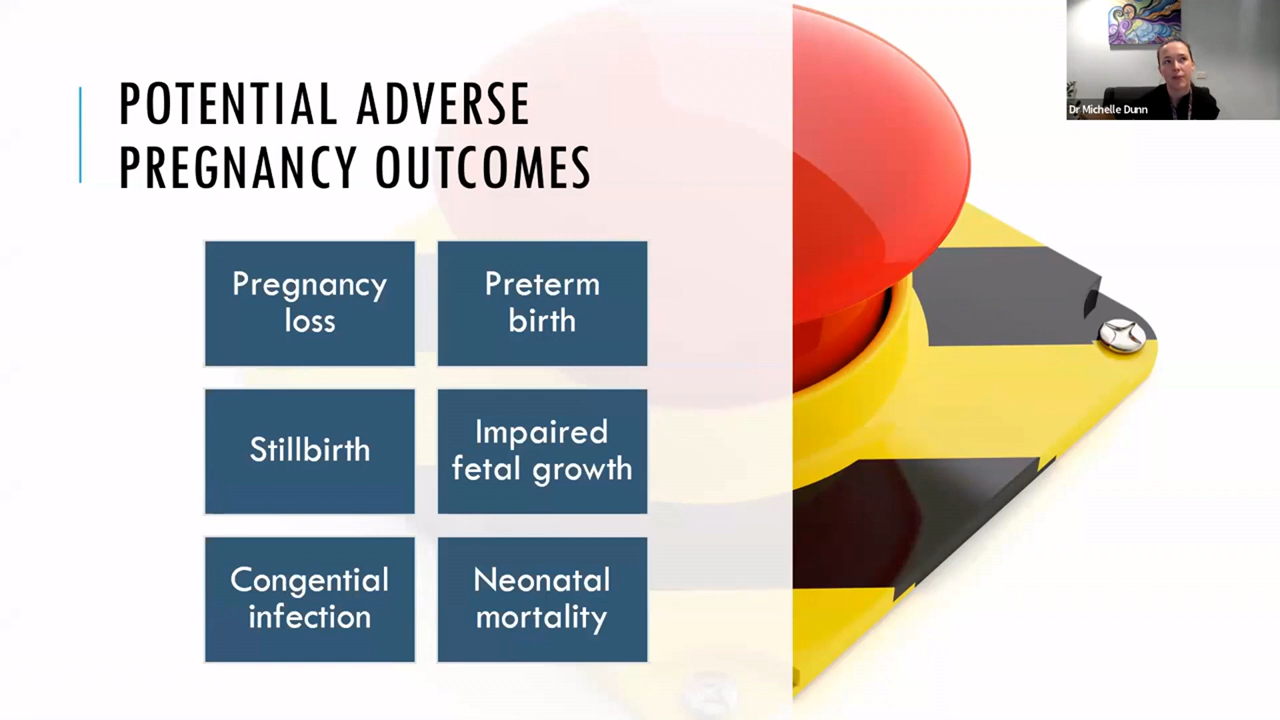 POTENTIAL ADVERSE
PREGNANCY OUTCOMES
Dr Michelle Dunn
Pregnancy
loss
Preterm
birth
Stillbirth
Impaired
fetal growth
Congential
infection
Neonatal
mortality